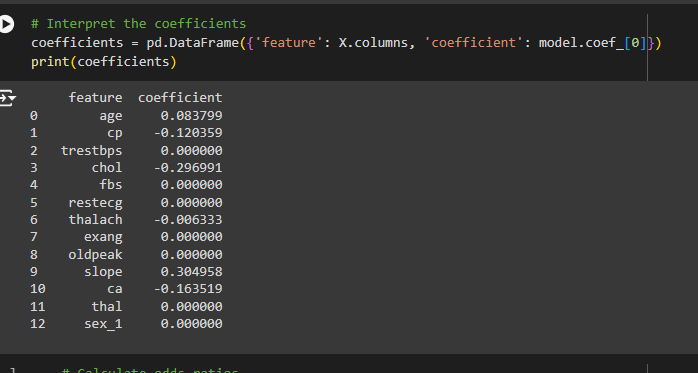 # Interpret the coefficients
coefficients = pd.DataFrame({'feature': X.columns, 'coefficient': model.coef_[0]})
print(coefficients)
feature coefficient
0 age 0.083799
1 cp -0.120359
2 trestbps 0.000000
3 chol -0.296991
4 fbs 0.000000
5 restecg 0.000000
6 thalach -0.006333
7 exang 0.000000
8 oldpeak 0.000000
9 slope 0.304958
10 ca -0.163519
11 thal 0.000000
12 sex_1 0.000000
# Calculate odds ratios